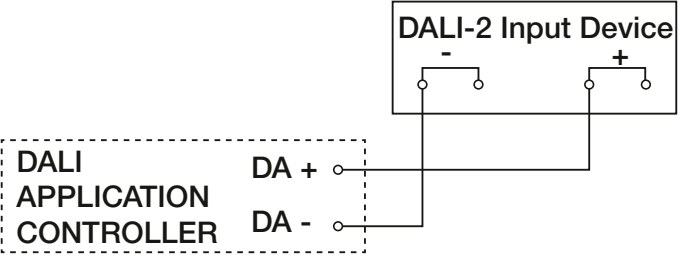 DALI-2 Input Device
- +
DALI
APPLICATION
CONTROLLER
DA +
DA -